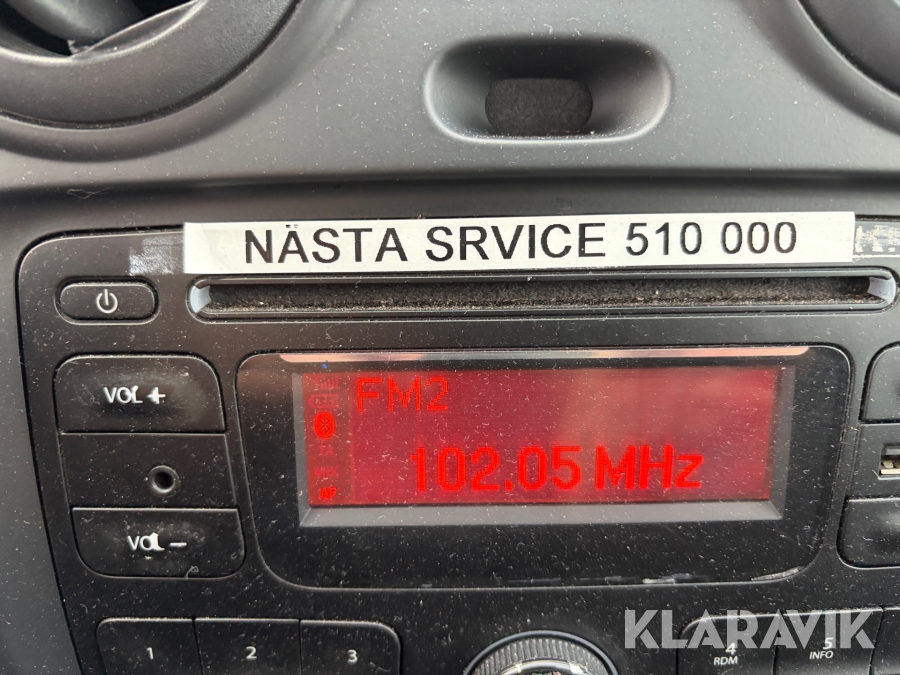 NÄSTA SRVICE 510 000
VOL +
FM2
102.05 MHz
VOL -
1
2
3
4
RDM
5
INFO
KLARAVIK